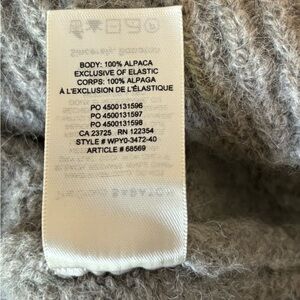 BODY: 100% ALPACA
EXCLUSIVE OF ELASTIC
CORPS: 100% ALPAGA
À L'EXCLUSION DE L'ÉLASTIQUE
PO 4500131596
PO 4500131597
PO 4500131598
CA 23725 RN 122354
STYLE # WPY0-3472-40
ARTICLE # 68569